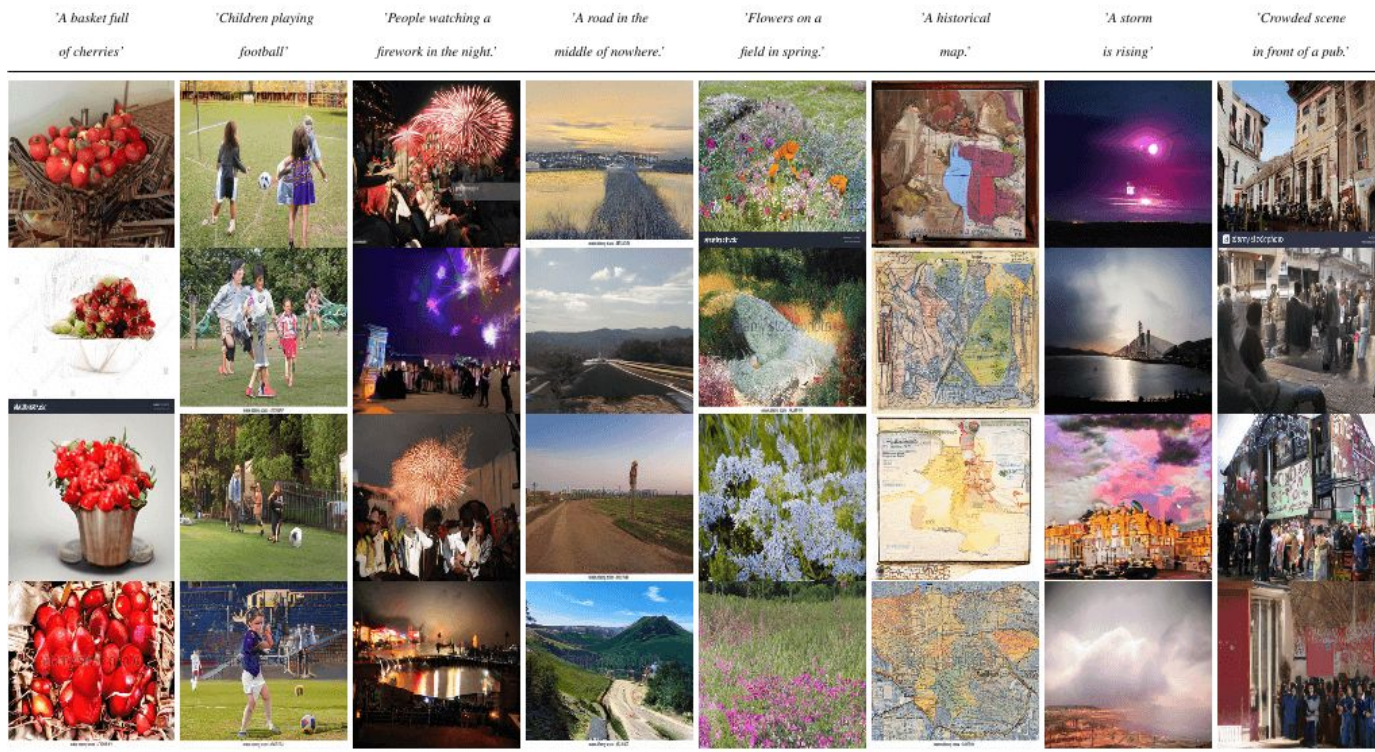 'A basket full
of cherries'
'Children playing
football'
'People watching a
firework in the night.'
'A road in the
middle of nowhere.'
'Flowers on a
field in spring.'
'A historical
map.'
'A storm
is rising'
'Crowded scene
in front of a pub.'